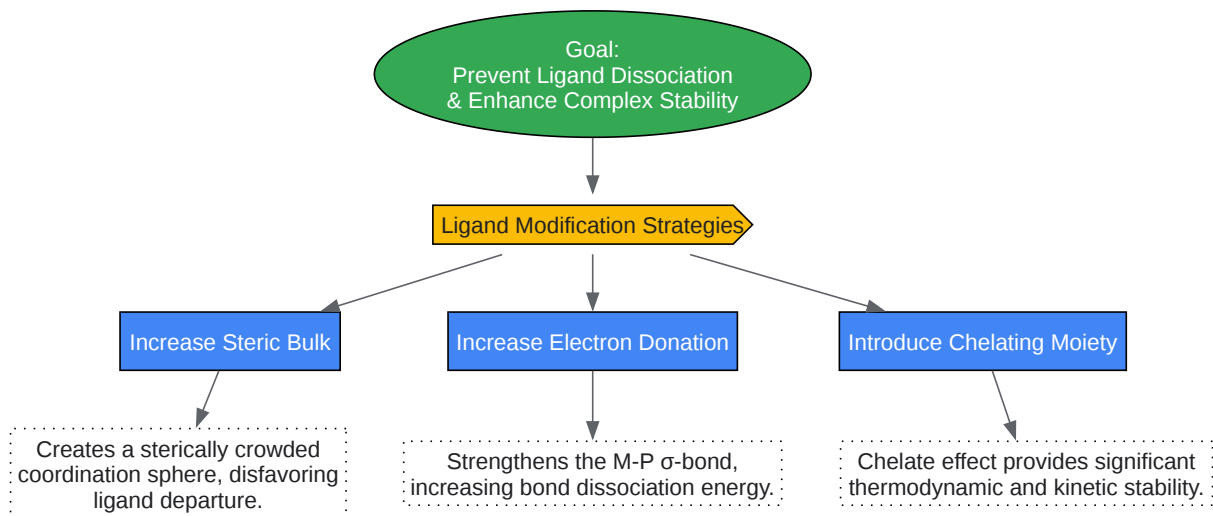 Goal:
Prevent Ligand Dissociation
& Enhance Complex Stability
Ligand Modification Strategies
Increase Steric Bulk
Increase Electron Donation
Introduce Chelating Moiety
Creates a sterically crowded
coordination sphere, disfavoring
ligand departure.
Strengthens the M-P σ-bond,
increasing bond dissociation energy.
Chelate effect provides significant
thermodynamic and kinetic stability.